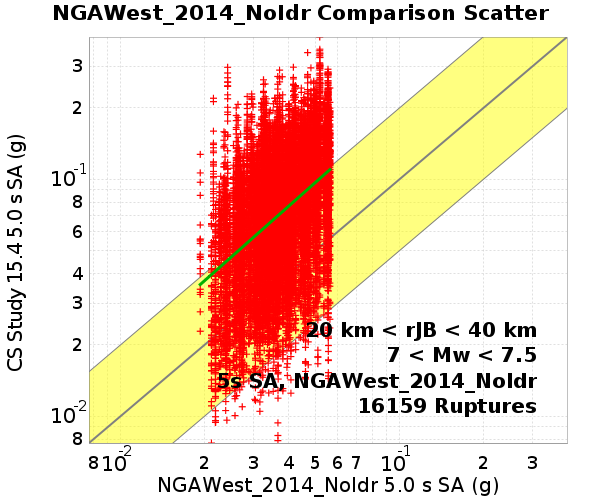 NGAWest_2014_NoIdr Comparison Scatter
CS Study 15.4 5.0 s SA (g)
3
2
10-1
8
6
4
3
2
10-2
8
20 km < rJB < 40 km
7 < Mw < 7.5
5s SA, NGAWest_2014_NoIdr
16159 Ruptures
8 10-2 2 3 4 5 6 7 10-1 2 3
NGAWest_2014_NoIdr 5.0 s SA (g)